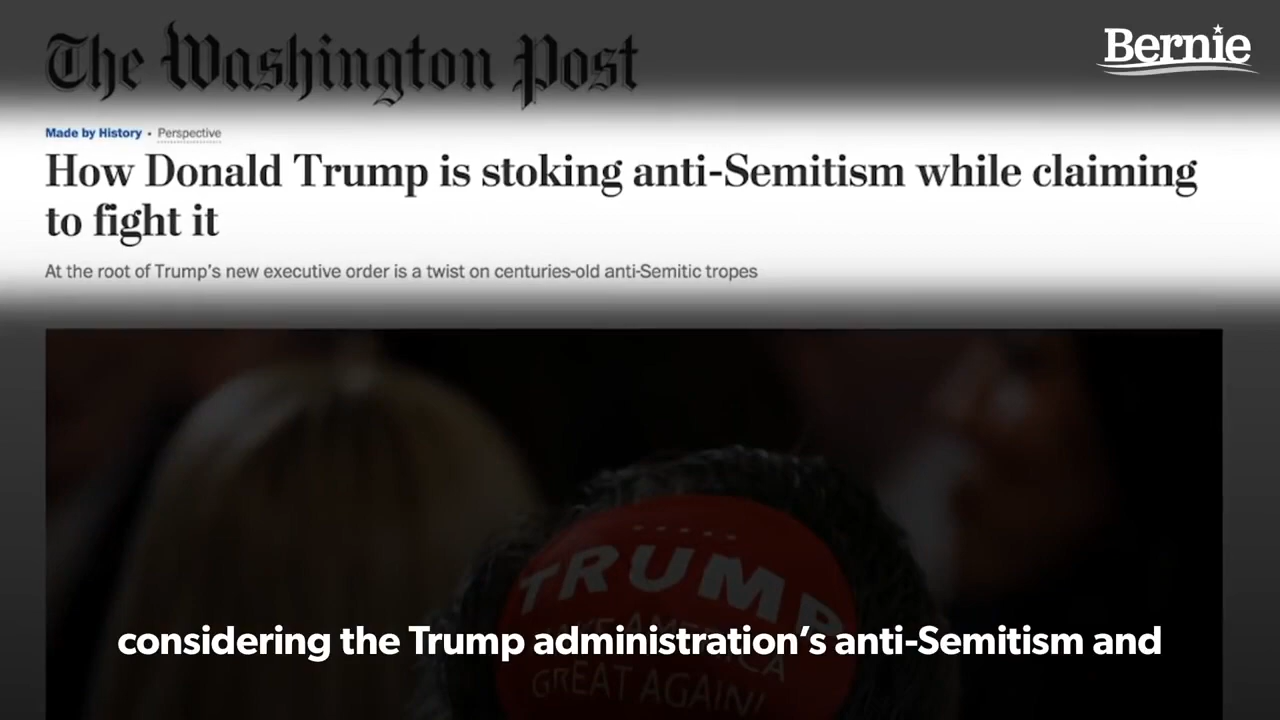 The Washington Post
Bernie
Made by History • Perspective
How Donald Trump is stoking anti-Semitism while claiming
to fight it
At the root of Trump's new executive order is a twist on centuries-old anti-Semitic tropes
TRUMP
MAKE AMERICA
GREAT AGAIN!
considering the Trump administration's anti-Semitism and